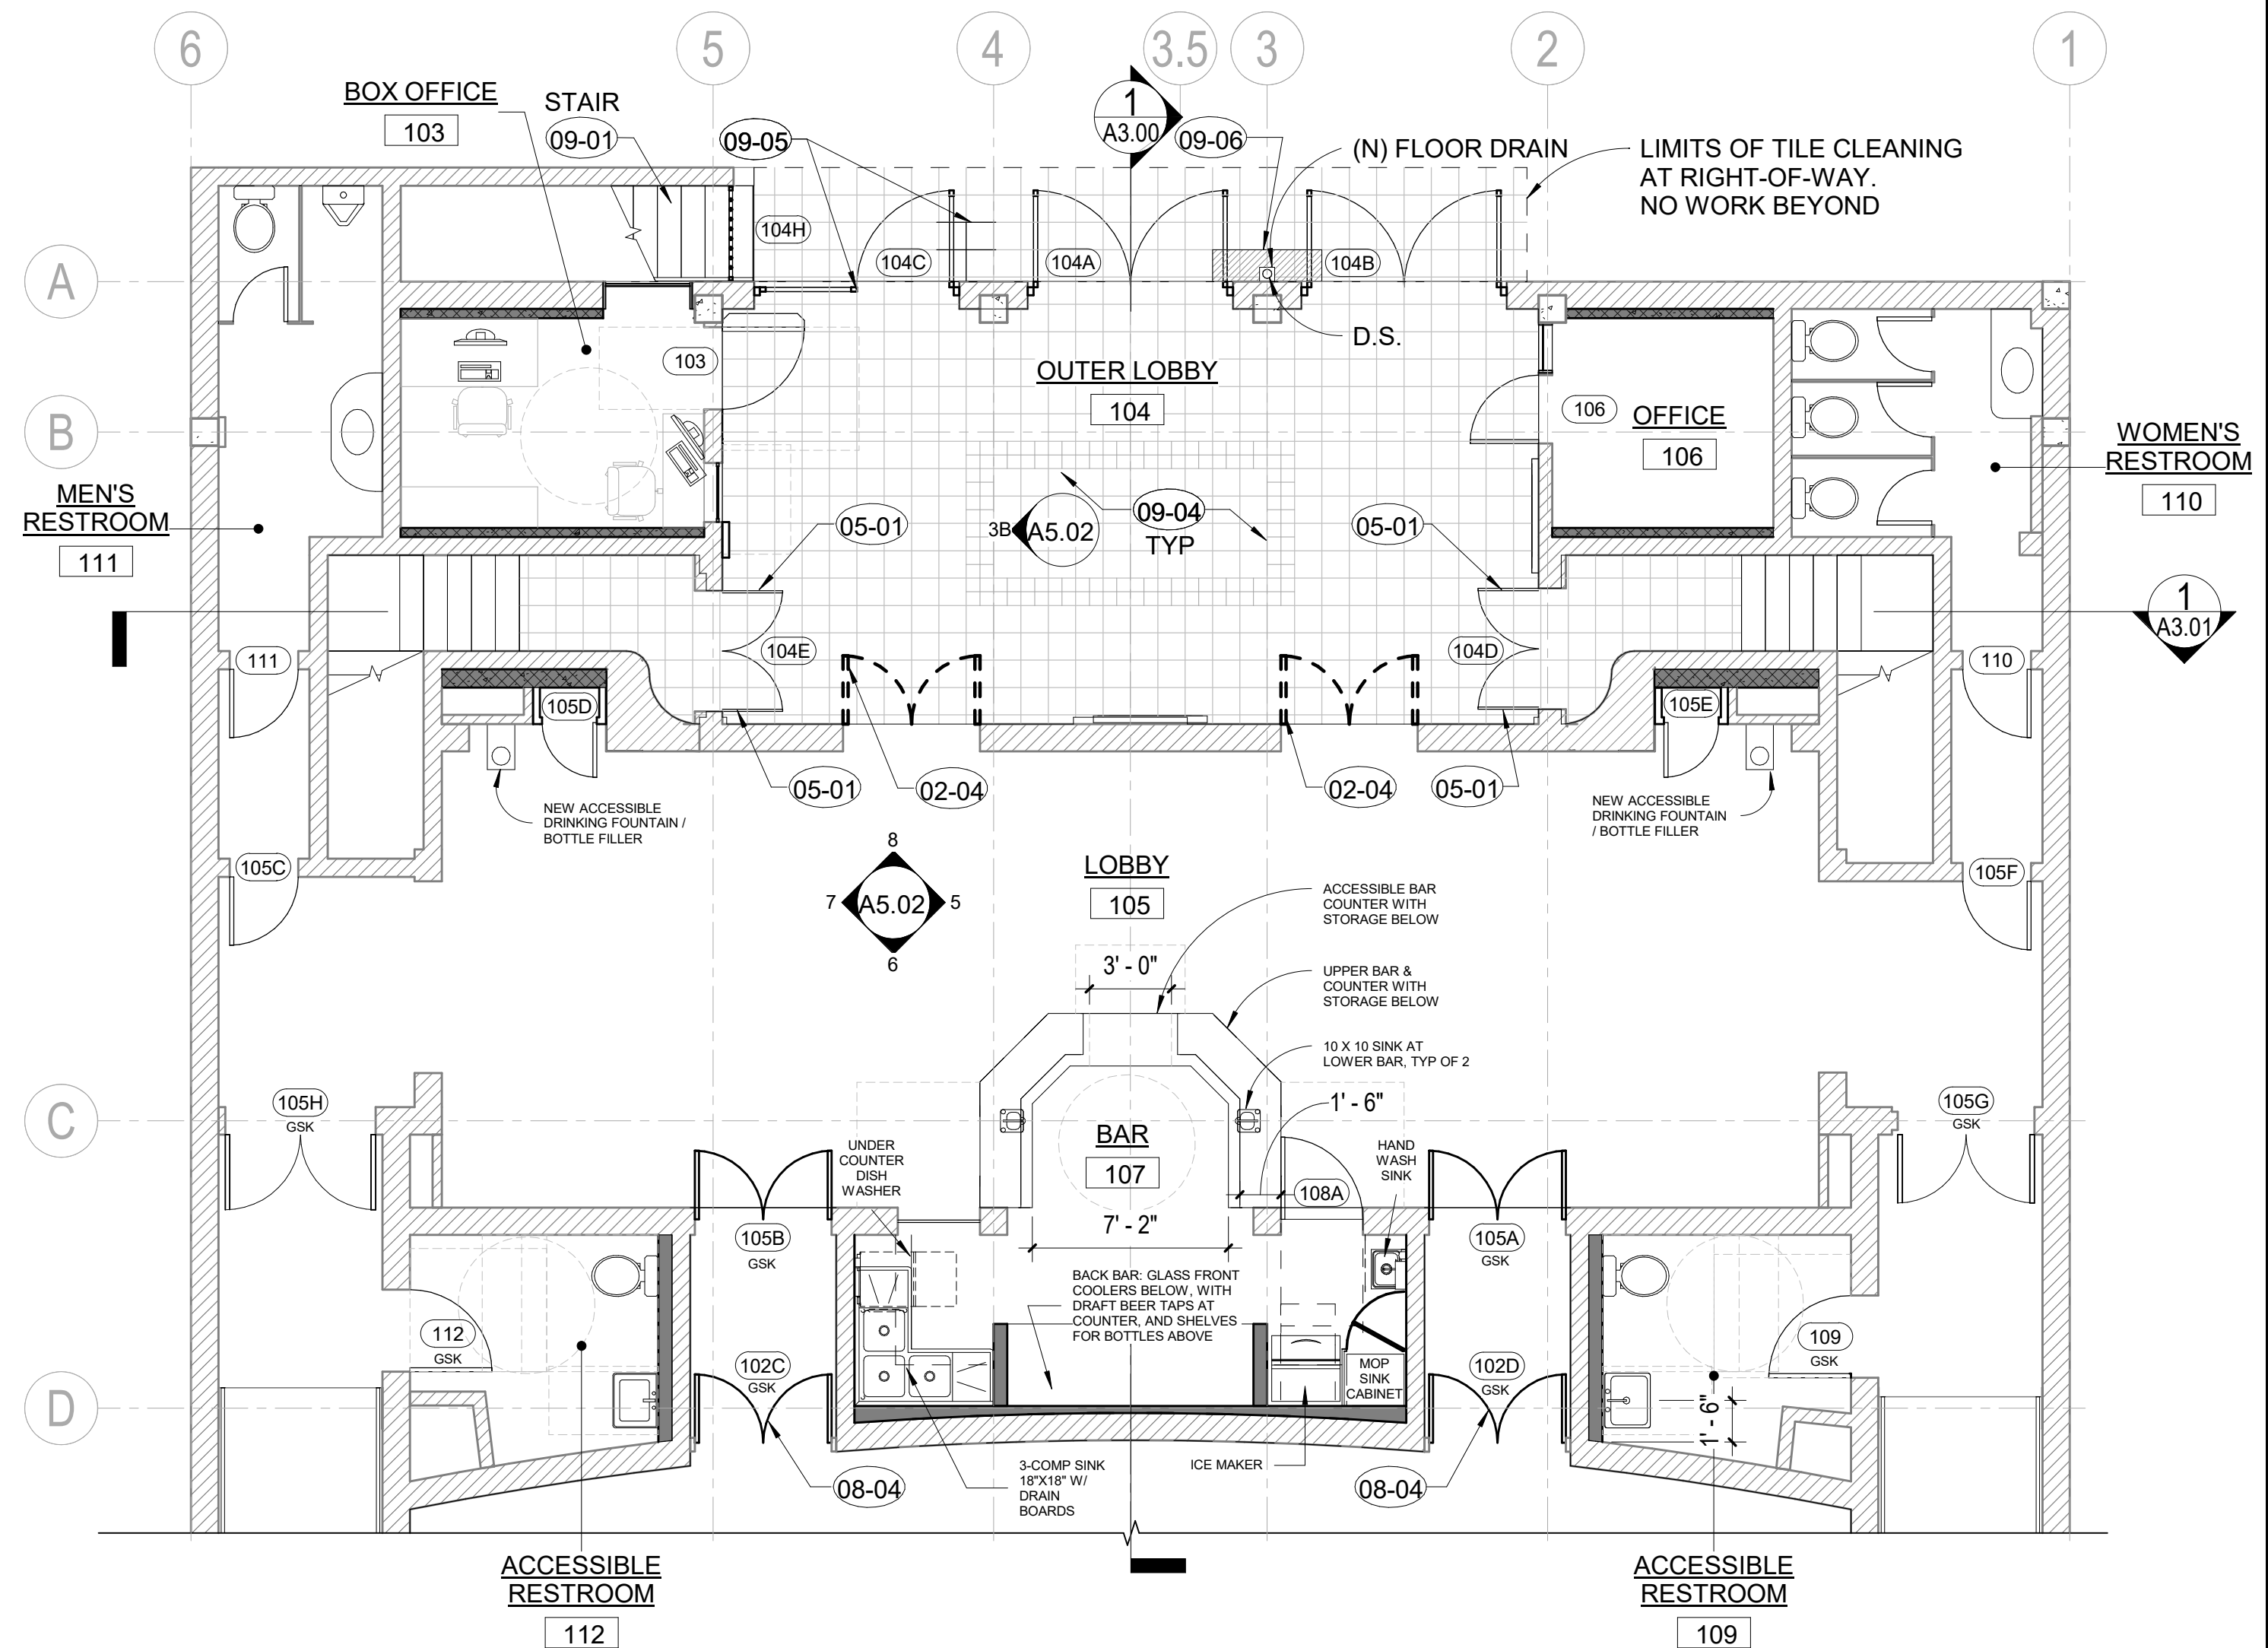 6
5
4
3.5
3
2
1
BOX OFFICE
103
STAIR
09-01
09-05
1
A3.00
09-06
(N) FLOOR DRAIN
LIMITS OF TILE CLEANING
AT RIGHT-OF-WAY.
NO WORK BEYOND
104H
104C
104A
104B
A
D.S.
103
OUTER LOBBY
104
106
OFFICE
106
B
WOMEN'S
RESTROOM
110
MEN'S
RESTROOM
111
05-01
3B
A5.02
09-04
TYP
05-01
1
A3.01
111
104E
104D
110
105D
105E
05-01
02-04
02-04
05-01
NEW ACCESSIBLE
DRINKING FOUNTAIN /
BOTTLE FILLER
NEW ACCESSIBLE
DRINKING FOUNTAIN
/ BOTTLE FILLER
105C
105F
8
7
A5.02
5
6
LOBBY
105
ACCESSIBLE BAR
COUNTER WITH
STORAGE BELOW
3' - 0"
UPPER BAR &
COUNTER WITH
STORAGE BELOW
10 X 10 SINK AT
LOWER BAR, TYP OF 2
C
105H
GSK
105G
GSK
1' - 6"
BAR
107
UNDER
COUNTER
DISH
WASHER
HAND
WASH
SINK
108A
7' - 2"
105B
GSK
105A
GSK
BACK BAR: GLASS FRONT
COOLERS BELOW, WITH
DRAFT BEER TAPS AT
COUNTER, AND SHELVES
FOR BOTTLES ABOVE
112
GSK
109
GSK
102C
GSK
102D
GSK
MOP
SINK
CABINET
D
1' - 6"
08-04
3-COMP SINK
18"X18" W/
DRAIN
BOARDS
ICE MAKER
08-04
ACCESSIBLE
RESTROOM
112
ACCESSIBLE
RESTROOM
109